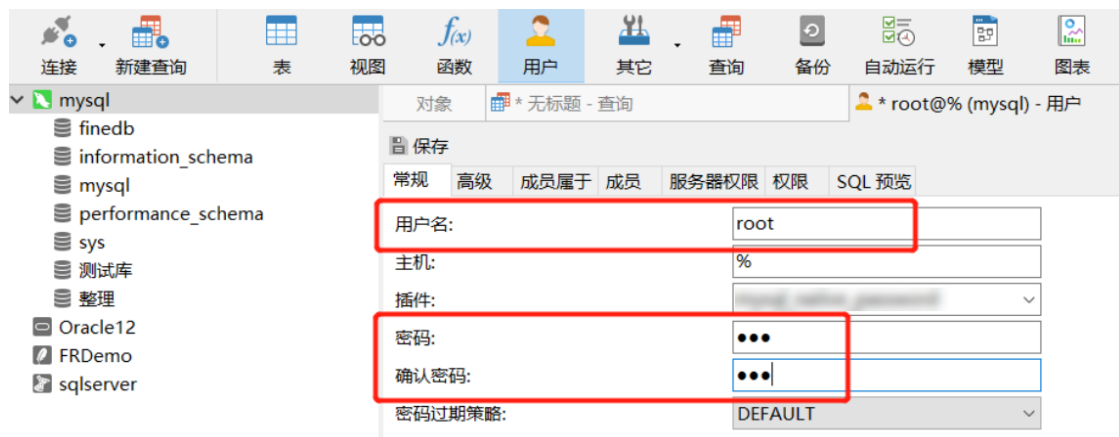 连接 新建查询 表 视图 函数 用户 其它 查询 备份 自动运行 模型 图表
mysql
finedb
information_schema
mysql
performance_schema
sys
测试库
整理
Oracle12
FRDemo
sqlserver
对象 * 无标题 - 查询 * root@% (mysql) - 用户
保存
常规 高级 成员属于 成员 服务器权限 权限 SQL 预览
用户名: root
主机: %
插件:
密码: ●●●
确认密码: ●●●
密码过期策略: DEFAULT